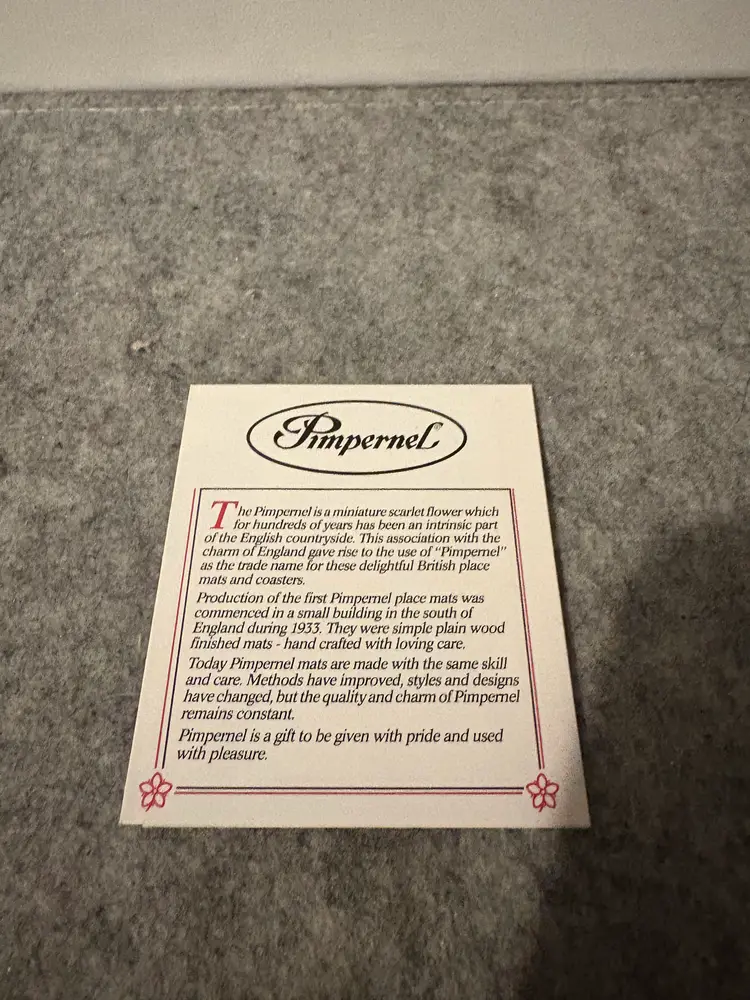 Pimpernel®
The Pimpernel is a miniature scarlet flower which
for hundreds of years has been an intrinsic part
of the English countryside. This association with the
charm of England gave rise to the use of "Pimpernel"
as the trade name for these delightful British place
mats and coasters.
Production of the first Pimpernel place mats was
commenced in a small building in the south of
England during 1933. They were simple plain wood
finished mats - hand crafted with loving care.
Today Pimpernel mats are made with the same skill
and care. Methods have improved, styles and designs
have changed, but the quality and charm of Pimpernel
remains constant.
Pimpernel is a gift to be given with pride and used
with pleasure.